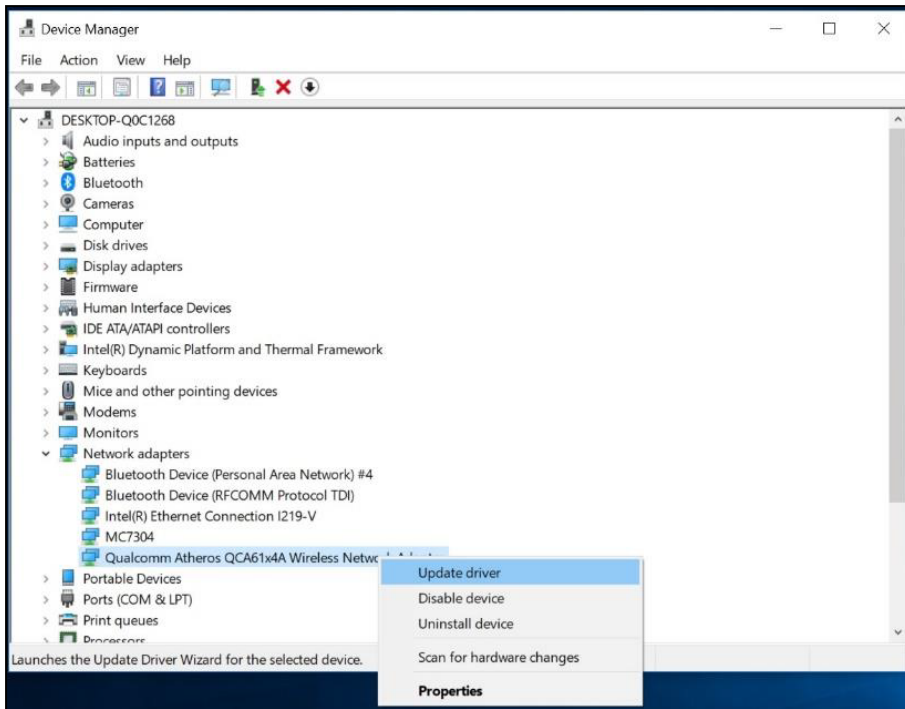 Device Manager
File Action View Help
DESKTOP-Q0C1268
Audio inputs and outputs
Batteries
Bluetooth
Cameras
Computer
Disk drives
Display adapters
Firmware
Human Interface Devices
IDE ATA/ATAPI controllers
Intel(R) Dynamic Platform and Thermal Framework
Keyboards
Mice and other pointing devices
Modems
Monitors
Network adapters
Bluetooth Device (Personal Area Network) #4
Bluetooth Device (RFCOMM Protocol TDI)
Intel(R) Ethernet Connection I219-V
MC7304
Qualcomm Atheros QCA61x4A Wireless Network Adapter
Update driver
Portable Devices
Disable device
Ports (COM & LPT)
Print queues
Uninstall device
Processors
Launches the Update Driver Wizard for the selected device.
Scan for hardware changes
Properties